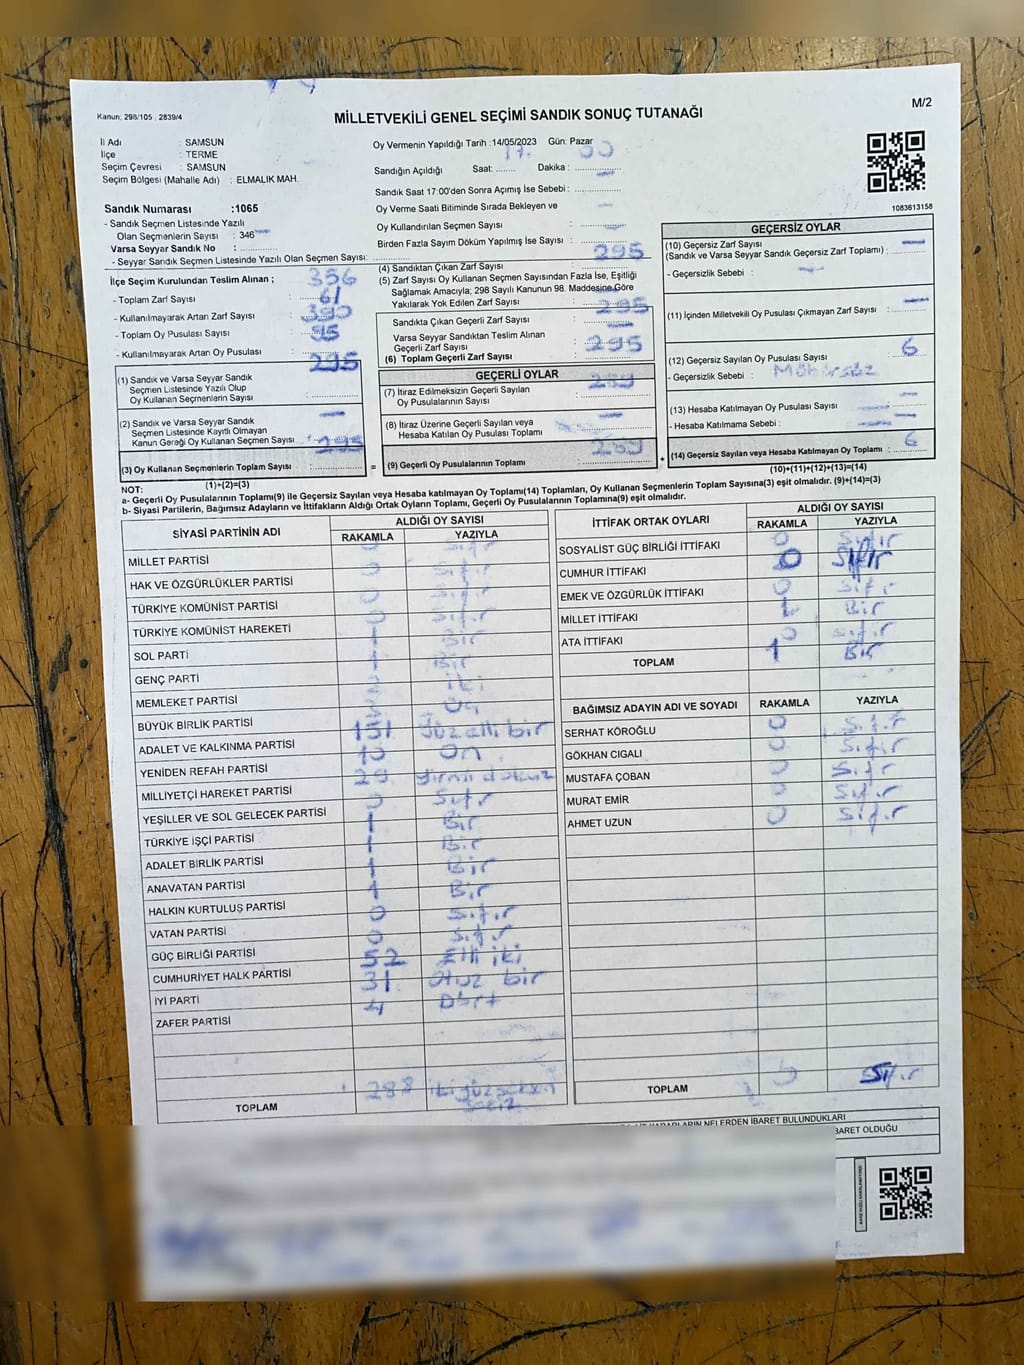 M/2
Kanun: 298/105 , 2839/4
MİLLETVEKİLİ GENEL SEÇİMİ SANDIK SONUÇ TUTANAĞI
İl Adı : SAMSUN
İlçe : TERME
Seçim Çevresi : SAMSUN
Seçim Bölgesi (Mahalle Adı) : ELMALIK MAH.
Sandık Numarası :1065
- Sandık Seçmen Listesinde Yazılı
Olan Seçmenlerin Sayısı : 346
Varsa Seyyar Sandık No : ............
- Seyyar Sandık Seçmen Listesinde Yazılı Olan Seçmen Sayısı: ............
Oy Vermenin Yapıldığı Tarih :14/05/2023 Gün: Pazar
Sandığın Açıldığı Saat: 17. Dakika : 00
Sandık Saat 17:00'den Sonra Açımış İse Sebebi : —
Oy Verme Saati Bitiminde Sırada Bekleyen ve
Oy Kullandırılan Seçmen Sayısı : —
Birden Fazla Sayım Döküm Yapılmış İse Sayısı : —
1083613158
İlçe Seçim Kurulundan Teslim Alınan ;
- Toplam Zarf Sayısı : 356
- Kullanılmayarak Artan Zarf Sayısı : 61
- Toplam Oy Pusulası Sayısı : 390
- Kullanılmayarak Artan Oy Pusulası : 95
(1) Sandık ve Varsa Seyyar Sandık
Seçmen Listesinde Yazılı Olup
Oy Kullanan Seçmenlerin Sayısı : 295
(2) Sandık ve Varsa Seyyar Sandık
Seçmen Listesinde Kayıtlı Olmayan
Kanun Gereği Oy Kullanan Seçmen Sayısı : —
(3) Oy Kullanan Seçmenlerin Toplam Sayısı : 295
(1)+(2)=(3)
(4) Sandıktan Çıkan Zarf Sayısı : 295
(5) Zarf Sayısı Oy Kullanan Seçmen Sayısından Fazla İse, Eşitliği
Sağlamak Amacıyla; 298 Sayılı Kanunun 98. Maddesine Göre
Yakılarak Yok Edilen Zarf Sayısı : —
Sandıkta Çıkan Geçerli Zarf Sayısı : 295
Varsa Seyyar Sandıktan Teslim Alınan
Geçerli Zarf Sayısı : —
(6) Toplam Geçerli Zarf Sayısı : 295
GEÇERLİ OYLAR
(7) İtiraz Edilmeksizin Geçerli Sayılan
Oy Pusulalarının Sayısı :
(8) İtiraz Üzerine Geçerli Sayılan veya
Hesaba Katılan Oy Pusulası Toplamı : —
= (9) Geçerli Oy Pusulalarının Toplamı :
GEÇERSİZ OYLAR
(10) Geçersiz Zarf Sayısı
(Sandık ve Varsa Seyyar Sandık Geçersiz Zarf Toplamı) : —
- Geçersizlik Sebebi : —
(11) İçinden Milletvekili Oy Pusulası Çıkmayan Zarf Sayısı : —
(12) Geçersiz Sayılan Oy Pusulası Sayısı : 6
- Geçersizlik Sebebi : Mühürsüz
(13) Hesaba Katılmayan Oy Pusulası Sayısı : —
- Hesaba Katılmama Sebebi : —
+ (14) Geçersiz Sayılan veya Hesaba Katılmayan Oy Toplamı : 6
(10)+(11)+(12)+(13)=(14)
NOT:
a- Geçerli Oy Pusulalarının Toplamı(9) ile Geçersiz Sayılan veya Hesaba katılmayan Oy Toplamı(14) Toplamları, Oy Kullanan Seçmenlerin Toplam Sayısına(3) eşit olmalıdır. (9)+(14)=(3)
b- Siyasi Partilerin, Bağımsız Adayların ve İttifakların Aldığı Ortak Oyların Toplamı, Geçerli Oy Pusulalarının Toplamına(9) eşit olmalıdır.
SİYASİ PARTİNİN ADI ALDIĞI OY SAYISI
RAKAMLA YAZIYLA
MİLLET PARTİSİ 0 Sıfır
HAK VE ÖZGÜRLÜKLER PARTİSİ 0 Sıfır
TÜRKİYE KOMÜNİST PARTİSİ 0 Sıfır
TÜRKİYE KOMÜNİST HAREKETİ 0 Sıfır
SOL PARTİ 1 Bir
GENÇ PARTİ 1 Bir
MEMLEKET PARTİSİ İki
BÜYÜK BİRLİK PARTİSİ Üç
ADALET VE KALKINMA PARTİSİ 151 Yüz elli bir
YENİDEN REFAH PARTİSİ 10 On
MİLLİYETÇİ HAREKET PARTİSİ 29 Yirmi dokuz
YEŞİLLER VE SOL GELECEK PARTİSİ 0 Sıfır
TÜRKİYE İŞÇİ PARTİSİ 1 Bir
ADALET BİRLİK PARTİSİ 1 Bir
ANAVATAN PARTİSİ 1 Bir
HALKIN KURTULUŞ PARTİSİ 1 Bir
VATAN PARTİSİ 0 Sıfır
GÜÇ BİRLİĞİ PARTİSİ 0 Sıfır
CUMHURİYET HALK PARTİSİ 52 Elli iki
İYİ PARTİ 31 Otuz bir
ZAFER PARTİSİ 4 Dört
TOPLAM 288 İki yüz seksen
sekiz
İTTİFAK ORTAK OYLARI ALDIĞI OY SAYISI
RAKAMLA YAZIYLA
SOSYALİST GÜÇ BİRLİĞİ İTTİFAKI 0 Sıfır
CUMHUR İTTİFAKI 0 Sıfır
EMEK VE ÖZGÜRLÜK İTTİFAKI 0 Sıfır
MİLLET İTTİFAKI 1 Bir
ATA İTTİFAKI 0 Sıfır
TOPLAM 1 Bir
BAĞIMSIZ ADAYIN ADI VE SOYADI RAKAMLA YAZIYLA
SERHAT KÖROĞLU 0 Sıfır
GÖKHAN CIGALI 0 Sıfır
MUSTAFA ÇOBAN 0 Sıfır
MURAT EMİR 0 Sıfır
AHMET UZUN 0 Sıfır
TOPLAM Sıfır
KARARLARIN NELERDEN İBARET BULUNDUKLARI
BARET OLDUĞU